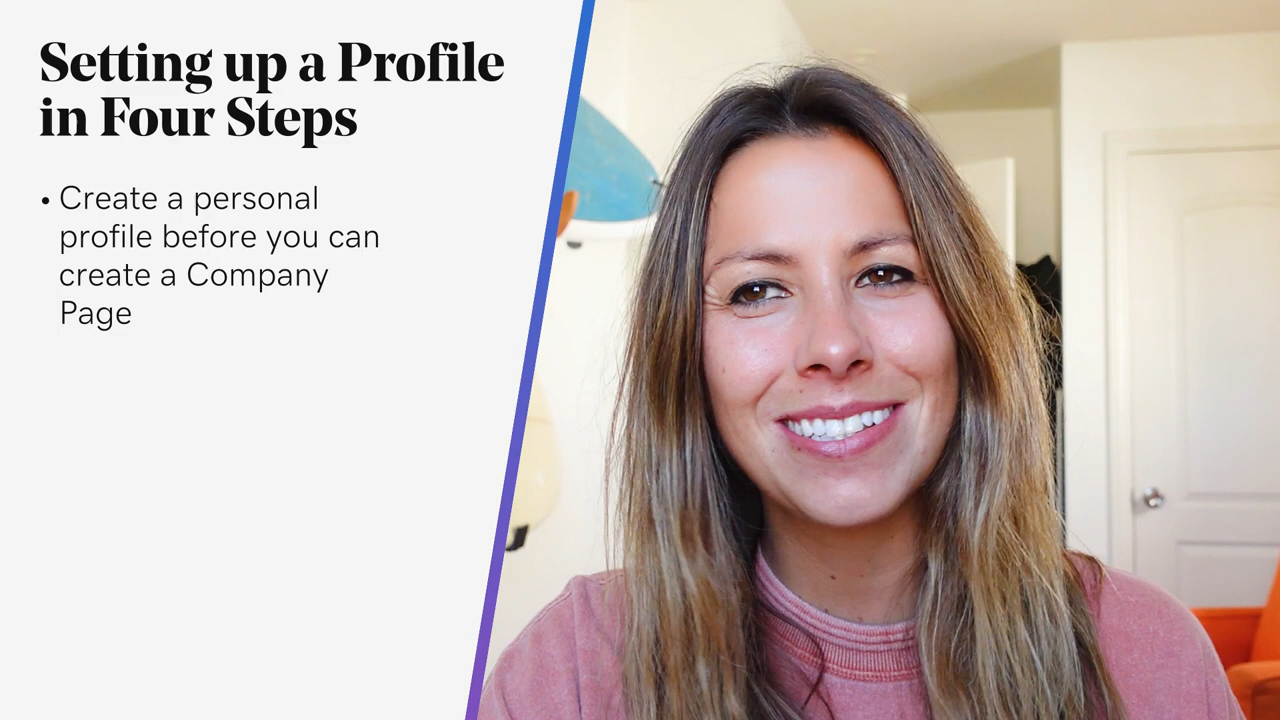 Setting up a Profile
in Four Steps
• Create a personal
profile before you can
create a Company
Page